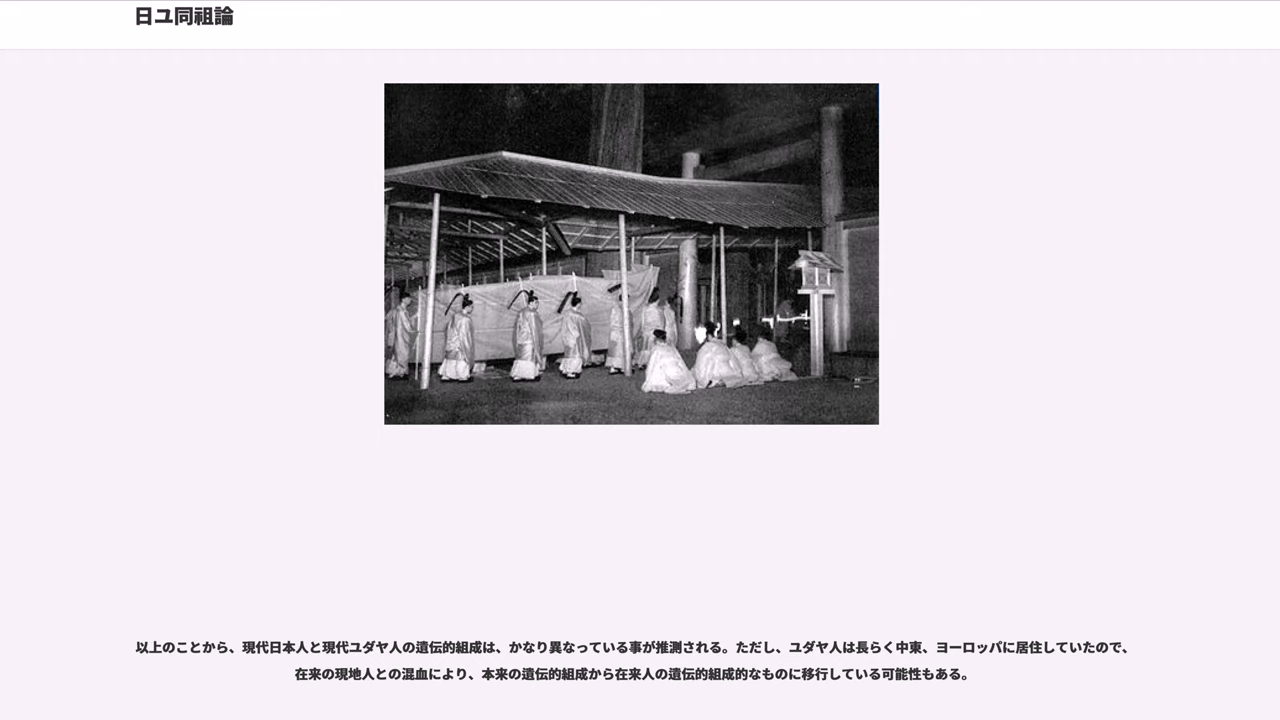 日ユ同祖論
以上のことから、現代日本人と現代ユダヤ人の遺伝的組成は、かなり異なっている事が推測される。ただし、ユダヤ人は長らく中東、ヨーロッパに居住していたので、
在来の現地人との混血により、本来の遺伝的組成から在来人の遺伝的組成的なものに移行している可能性もある。